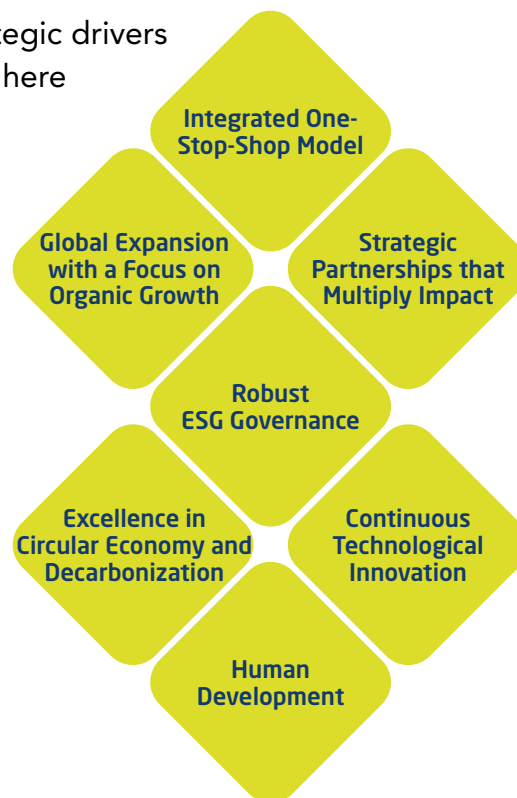 tegic drivers
here
Integrated One-
Stop-Shop Model
Global Expansion
with a Focus on
Organic Growth
Strategic
Partnerships that
Multiply Impact
Robust
ESG Governance
Excellence in
Circular Economy and
Decarbonization
Continuous
Technological
Innovation
Human
Development